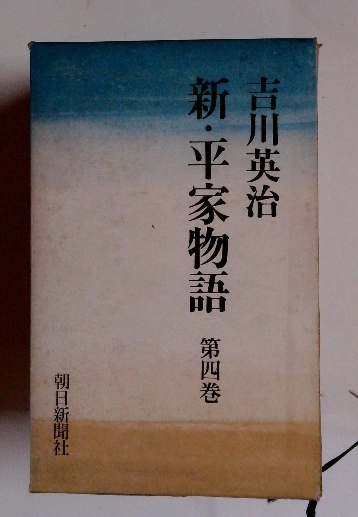 吉川英治
新・平家物語
第四巻
朝日新聞社